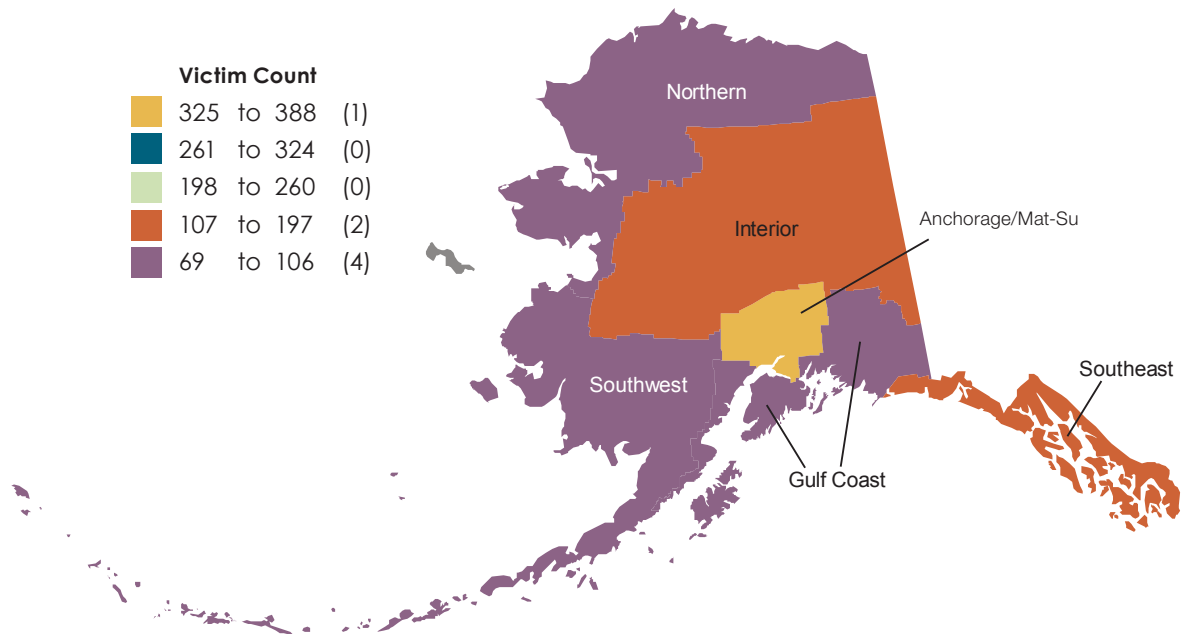 Victim Count
325 to 388 (1)
261 to 324 (0)
198 to 260 (0)
107 to 197 (2)
69 to 106 (4)
Northern
Interior
Anchorage/Mat-Su
Southwest
Southeast
Gulf Coast